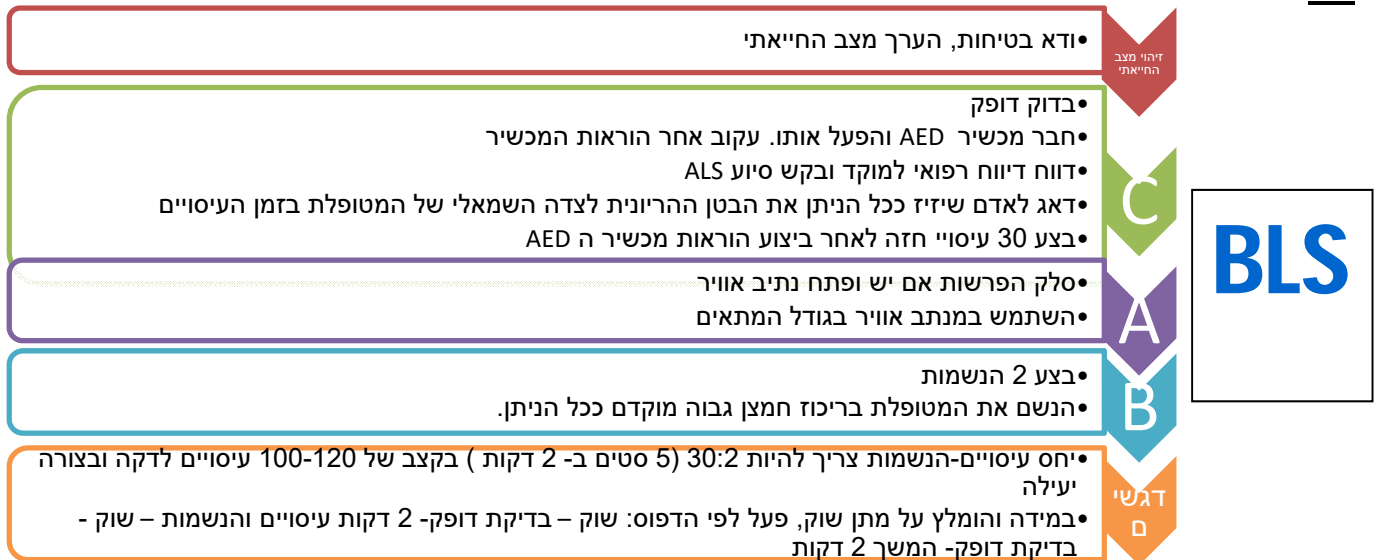 זיהוי מצב
החייאתי
•ודא בטיחות, הערך מצב החייאתי
C
•בדוק דופק
•חבר מכשיר AED והפעל אותו. עקוב אחר הוראות המכשיר
•דווח דיווח רפואי למוקד ובקש סיוע ALS
•דאג לאדם שיזיז ככל הניתן את הבטן ההריונית לצדה השמאלי של המטופלת בזמן העיסויים
•בצע 30 עיסויי חזה לאחר ביצוע הוראות מכשיר ה AED
A
•סלק הפרשות אם יש ופתח נתיב אוויר
•השתמש במנתב אוויר בגודל המתאים
B
•בצע 2 הנשמות
•הנשם את המטופלת בריכוז חמצן גבוה מוקדם ככל הניתן.
דגשי
ם
•יחס עיסויים-הנשמות צריך להיות 30:2 (5 סטים ב- 2 דקות ) בקצב של 100-120 עיסויים לדקה ובצורה
יעילה
•במידה והומלץ על מתן שוק, פעל לפי הדפוס: שוק – בדיקת דופק- 2 דקות עיסויים והנשמות – שוק -
בדיקת דופק- המשך 2 דקות
BLS